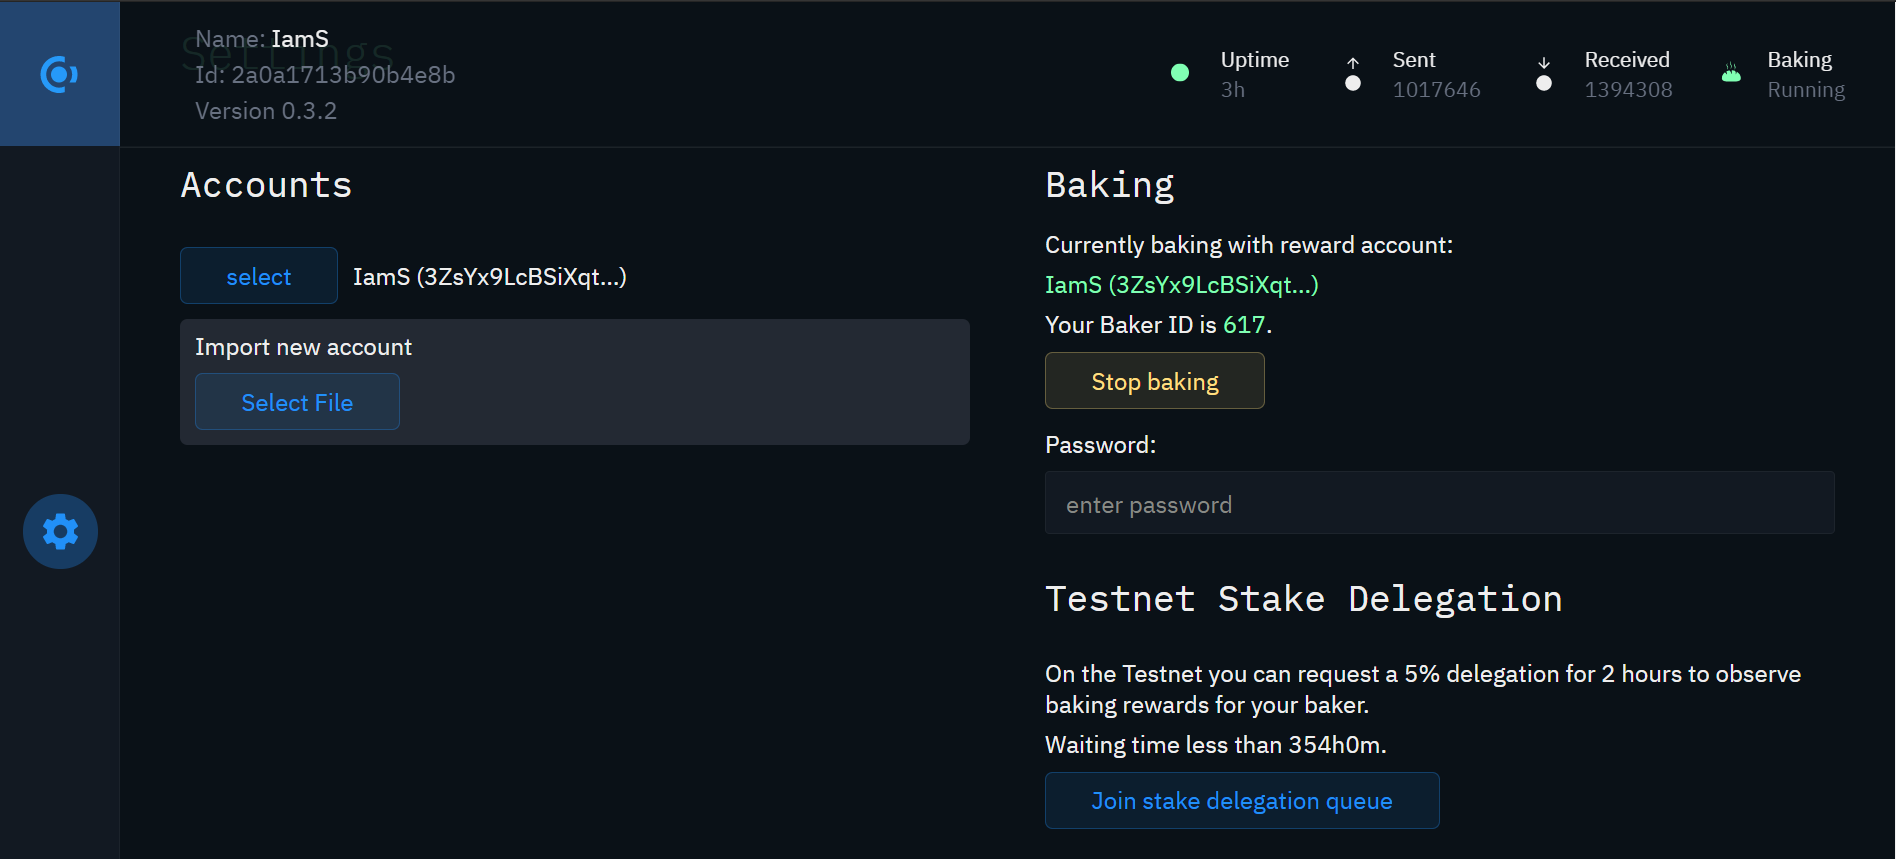 Settings
Name: IamS
Id: 2a0a1713b90b4e8b
Version 0.3.2
Uptime
3h
Sent
1017646
Received
1394308
Baking
Running
Accounts
select
IamS (3ZsYx9LcBSiXqt...)
Import new account
Select File
Baking
Currently baking with reward account:
IamS (3ZsYx9LcBSiXqt...)
Your Baker ID is 617.
Stop baking
Password:
enter password
Testnet Stake Delegation
On the Testnet you can request a 5% delegation for 2 hours to observe
baking rewards for your baker.
Waiting time less than 354h0m.
Join stake delegation queue